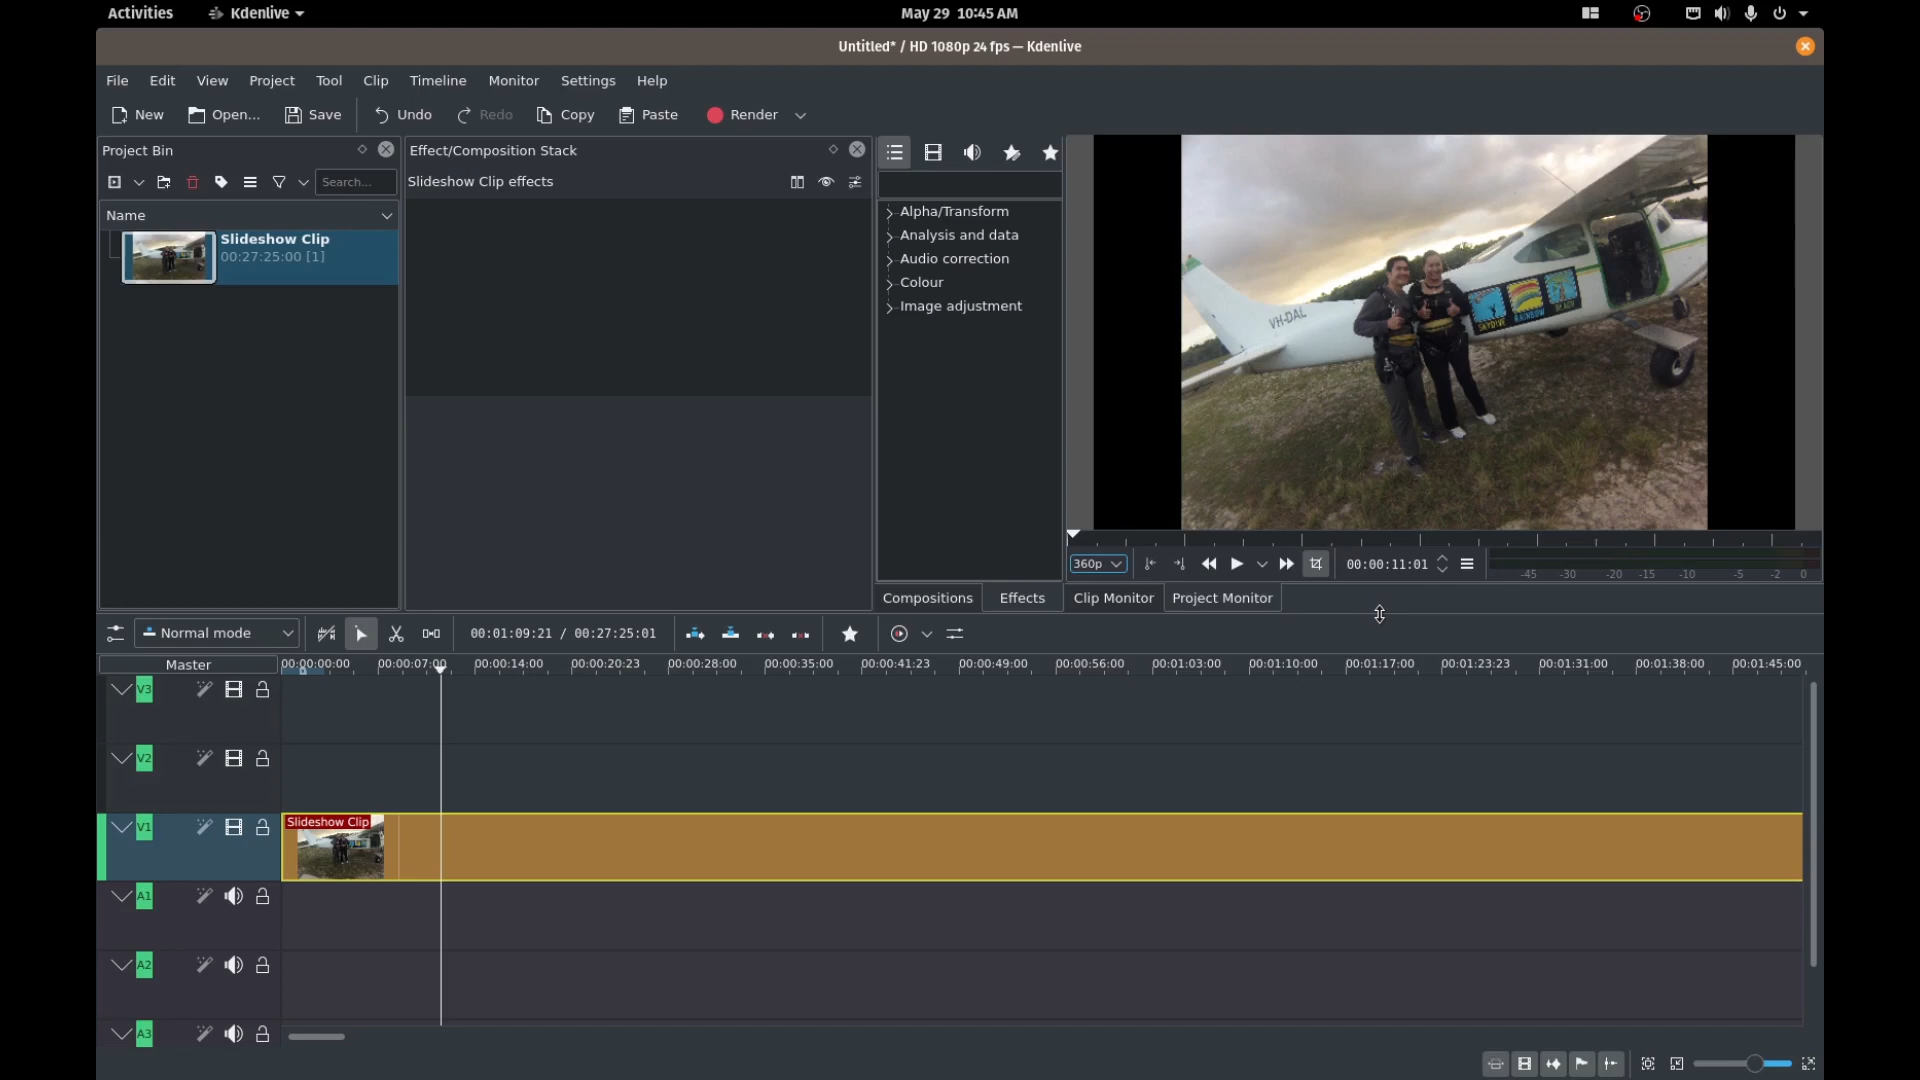 Activities
Kdenlive
May 29 10:45 AM
Untitled* / HD 1080p 24 fps — Kdenlive
File Edit View Project Tool Clip Timeline Monitor Settings Help
New Open... Save Undo Redo Copy Paste Render
Project Bin
Effect/Composition Stack
Search...
Slideshow Clip effects
Name
Slideshow Clip
00:27:25:00 [1]
Alpha/Transform
Analysis and data
Audio correction
Colour
Image adjustment
VH-DAL
SKYDIVE
RAINBOW
BEACH
360p
00:00:11:01
-45 -30 -20 -15 -10 -5 -2 0
Compositions Effects Clip Monitor Project Monitor
Normal mode
00:01:09:21 / 00:27:25:01
Master
00:00:00:00 00:00:07:00 00:00:14:00 00:00:20:23 00:00:28:00 00:00:35:00 00:00:41:23 00:00:49:00 00:00:56:00 00:01:03:00 00:01:10:00 00:01:17:00 00:01:23:23 00:01:31:00 00:01:38:00 00:01:45:00
V3
V2
V1
Slideshow Clip
A1
A2
A3